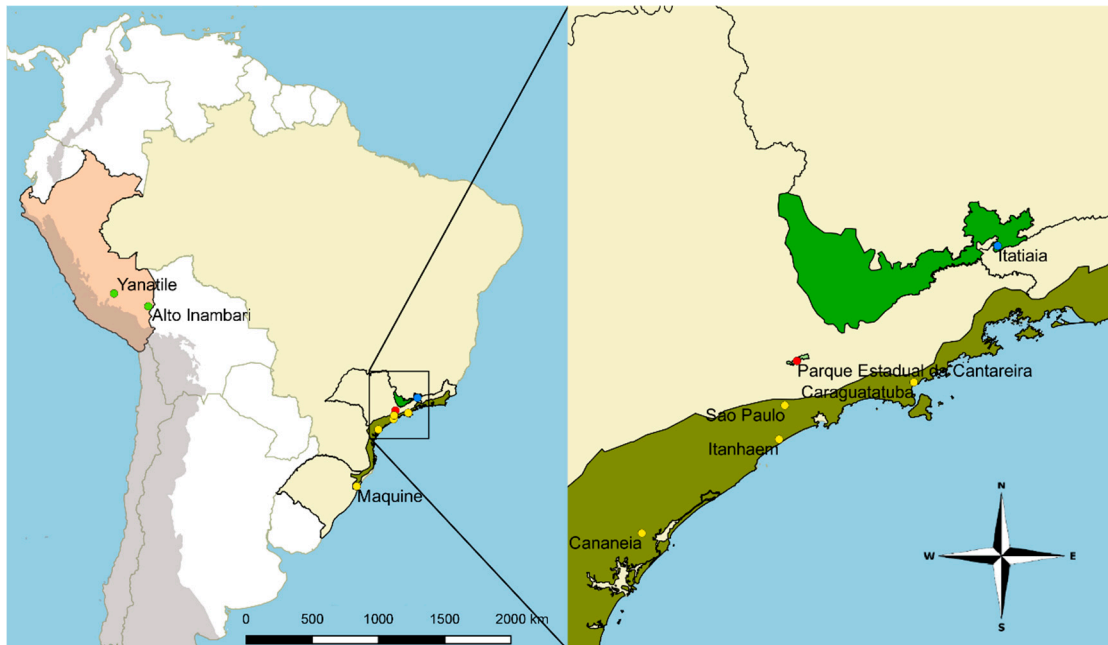 Yanatile
Alto Inambari
Maquine
0 500 1000 1500 2000 km
Itatiaia
Parque Estadual da Cantareira
Caraguatatuba
Sao Paulo
Itanhaem
Cananeia
N
W E
S